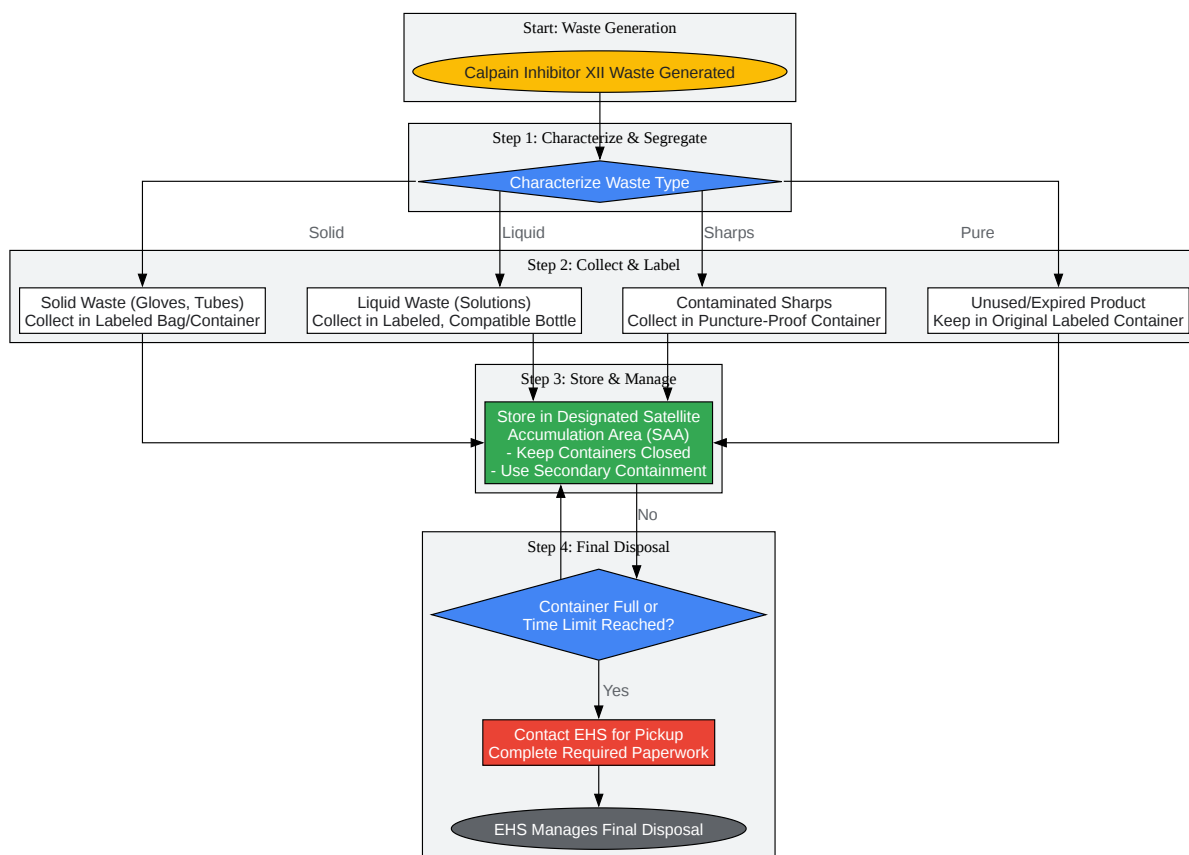 Start: Waste Generation
Calpain Inhibitor XII Waste Generated
Step 1: Characterize & Segregate
Characterize Waste Type
Solid
Liquid
Sharps
Pure
Step 2: Collect & Label
Solid Waste (Gloves, Tubes)
Collect in Labeled Bag/Container
Liquid Waste (Solutions)
Collect in Labeled, Compatible Bottle
Contaminated Sharps
Collect in Puncture-Proof Container
Unused/Expired Product
Keep in Original Labeled Container
Step 3: Store & Manage
Store in Designated Satellite
Accumulation Area (SAA)
- Keep Containers Closed
- Use Secondary Containment
No
Step 4: Final Disposal
Container Full or
Time Limit Reached?
Yes
Contact EHS for Pickup
Complete Required Paperwork
EHS Manages Final Disposal